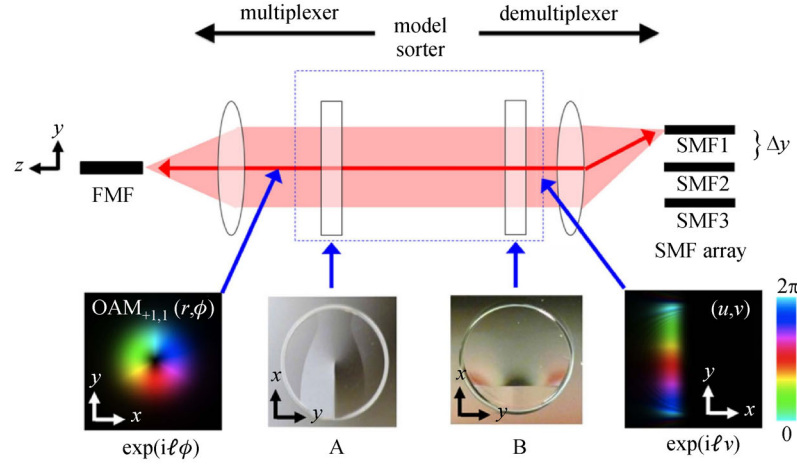 multiplexer
model
sorter
demultiplexer
y
z
FMF
SMF1
Δy
SMF2
SMF3
SMF array
OAM+1,1 (r,ϕ)
y
x
exp(iℓϕ)
x
y
A
x
y
B
(u,v)
y
x
exp(iℓv)
2π
0